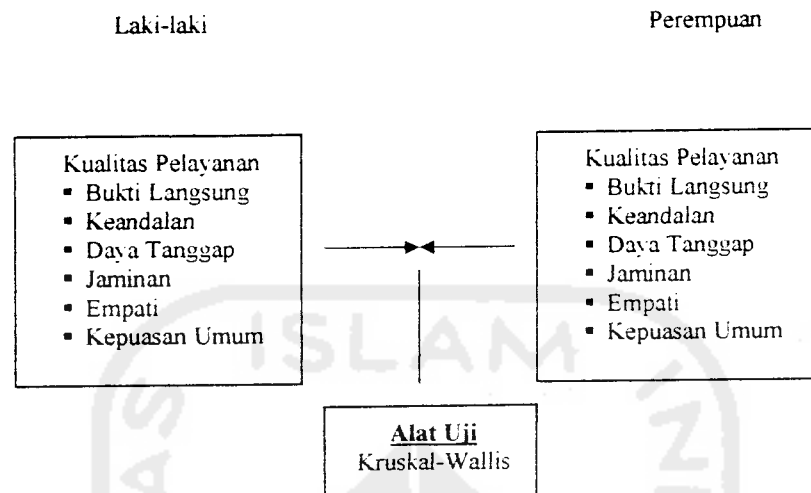 Laki-laki
Perempuan
Kualitas Pelayanan
▪ Bukti Langsung
▪ Keandalan
▪ Daya Tanggap
▪ Jaminan
▪ Empati
▪ Kepuasan Umum
Kualitas Pelayanan
▪ Bukti Langsung
▪ Keandalan
▪ Daya Tanggap
▪ Jaminan
▪ Empati
▪ Kepuasan Umum
Alat Uji
Kruskal-Wallis
ISLAM